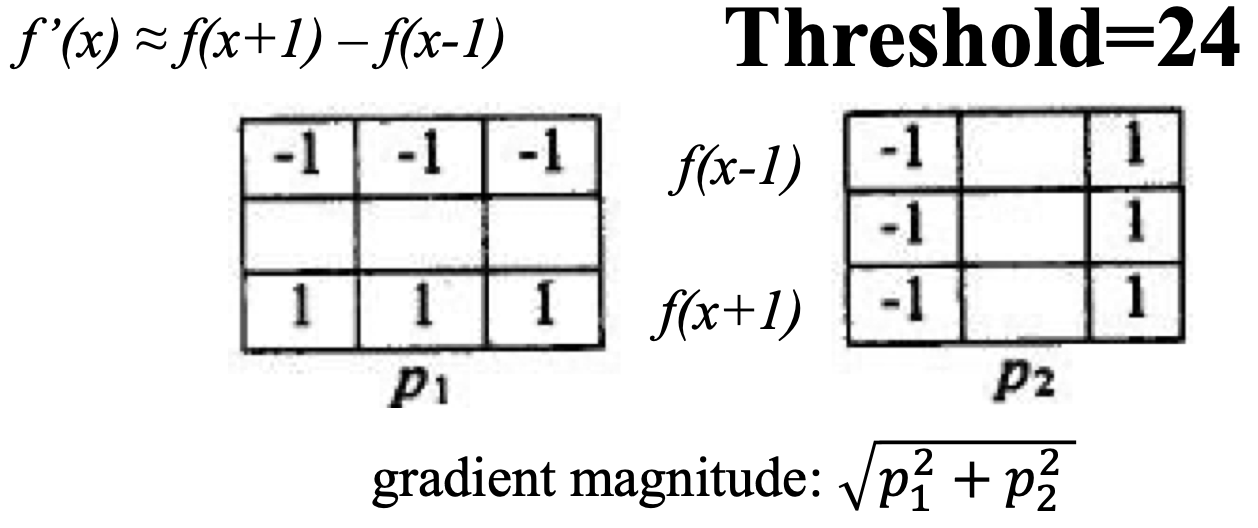 f’(x) ≈ f(x+1) – f(x-1)
Threshold=24
-1 -1 -1
1 1 1
p₁
f(x-1)
f(x+1)
-1 1
-1 1
-1 1
p₂
gradient magnitude: √(p₁² + p₂²)